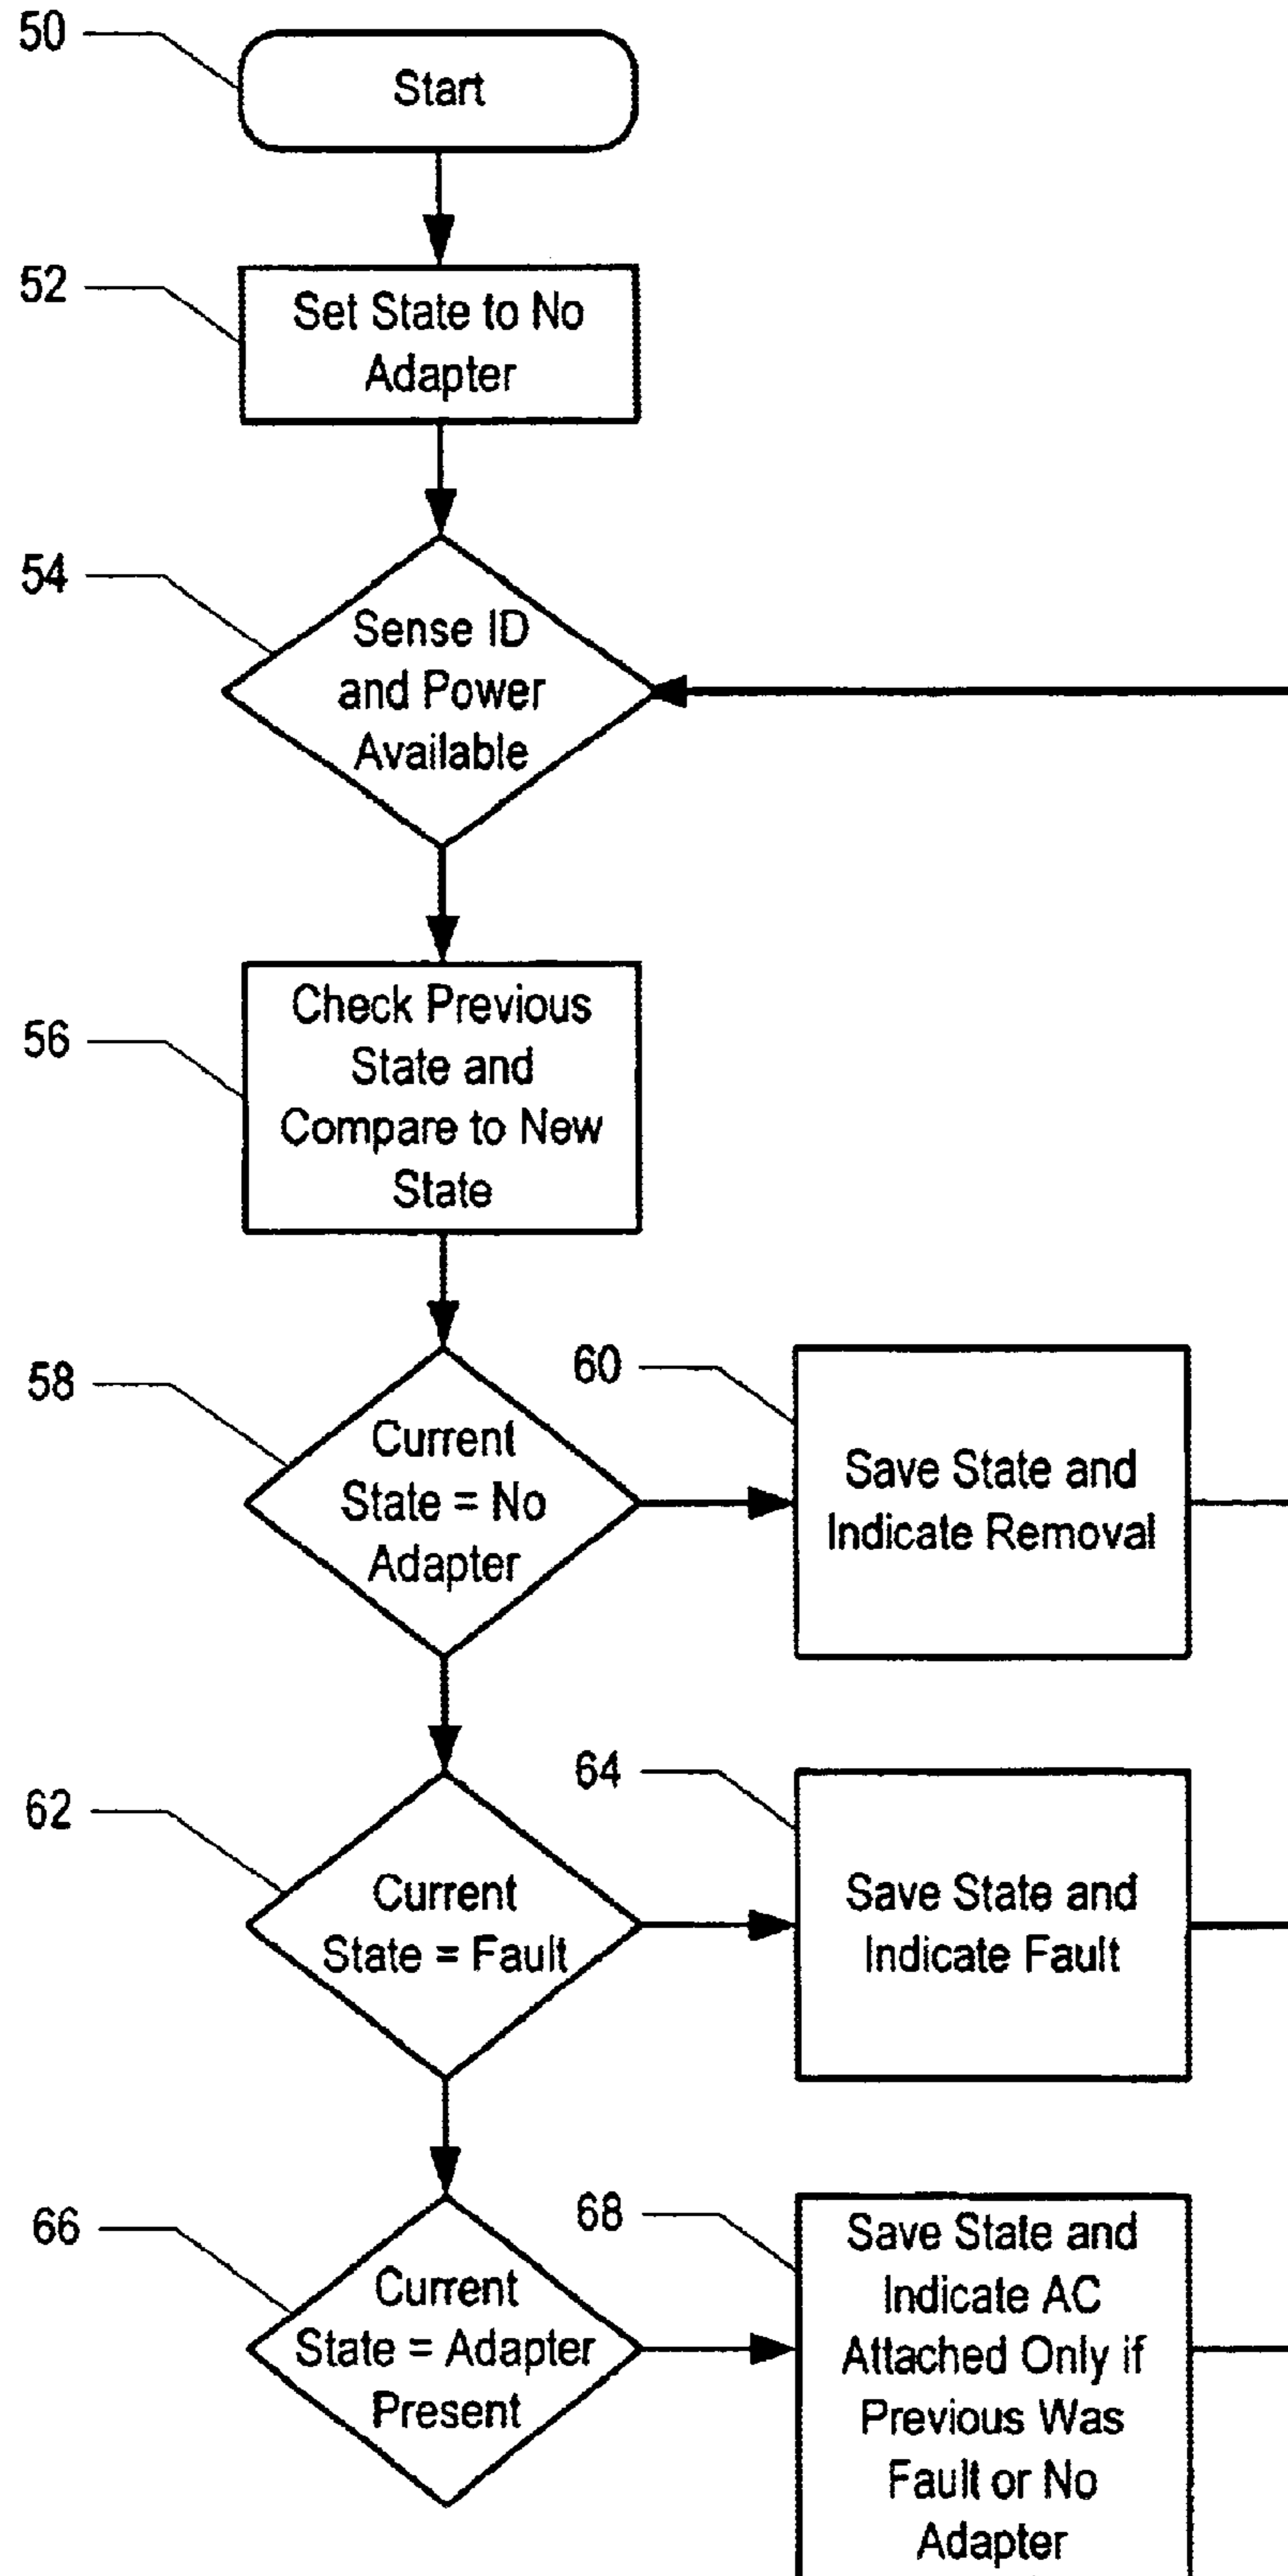 50
Start
52
Set State to No
Adapter
54
Sense ID
and Power
Available
56
Check Previous
State and
Compare to New
State
58
Current
State = No
Adapter
60
Save State and
Indicate Removal
62
Current
State = Fault
64
Save State and
Indicate Fault
66
Current
State = Adapter
Present
68
Save State and
Indicate AC
Attached Only if
Previous Was
Fault or No
Adapter